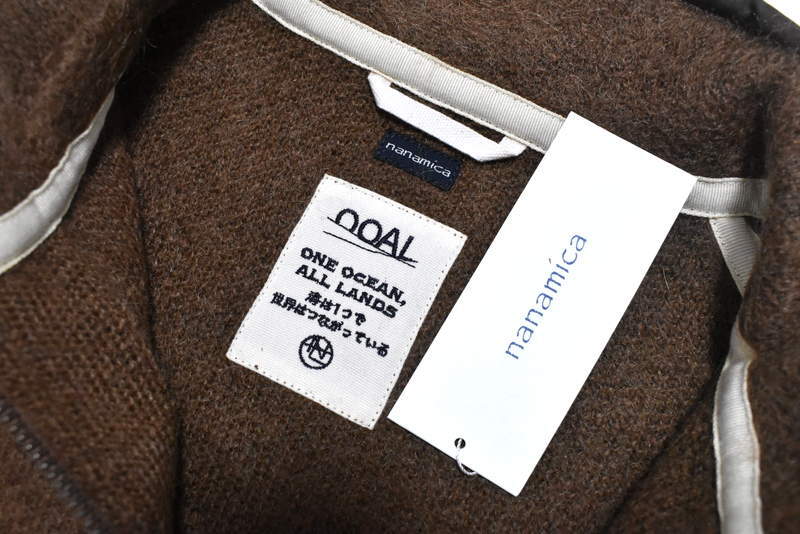 nanamica
OOAL
ONE OCEAN,
ALL LANDS
海は1つで
世界はつながっている
nanamica